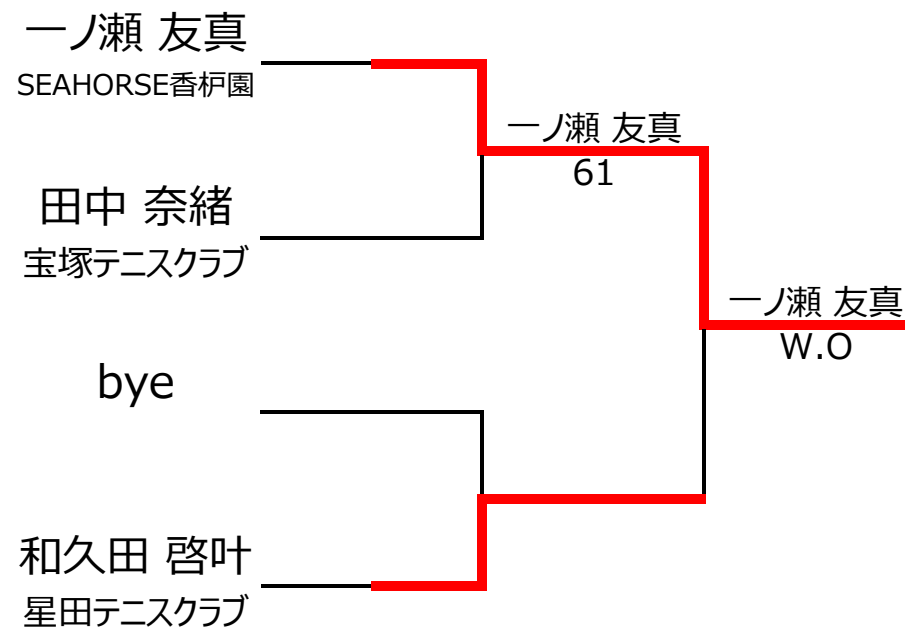 一ノ瀬 友真
SEAHORSE香枦園
一ノ瀬 友真
61
田中 奈緒
宝塚テニスクラブ
一ノ瀬 友真
W.O
bye
和久田 啓叶
星田テニスクラブ